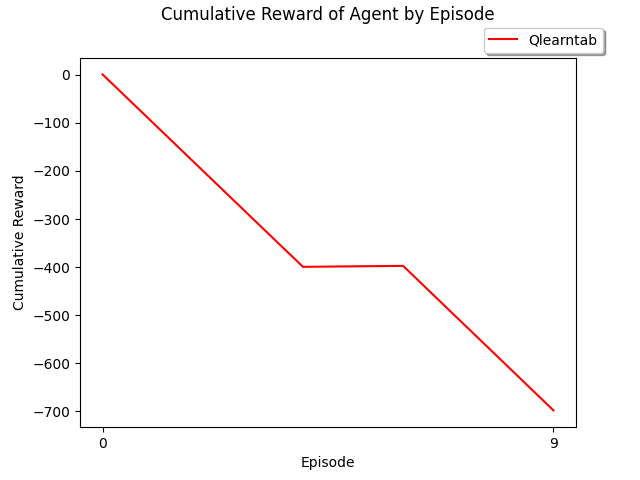 Cumulative Reward of Agent by Episode
Qlearntab
0
−100
−200
−300
−400
−500
−600
−700
Cumulative Reward
0 9
Episode